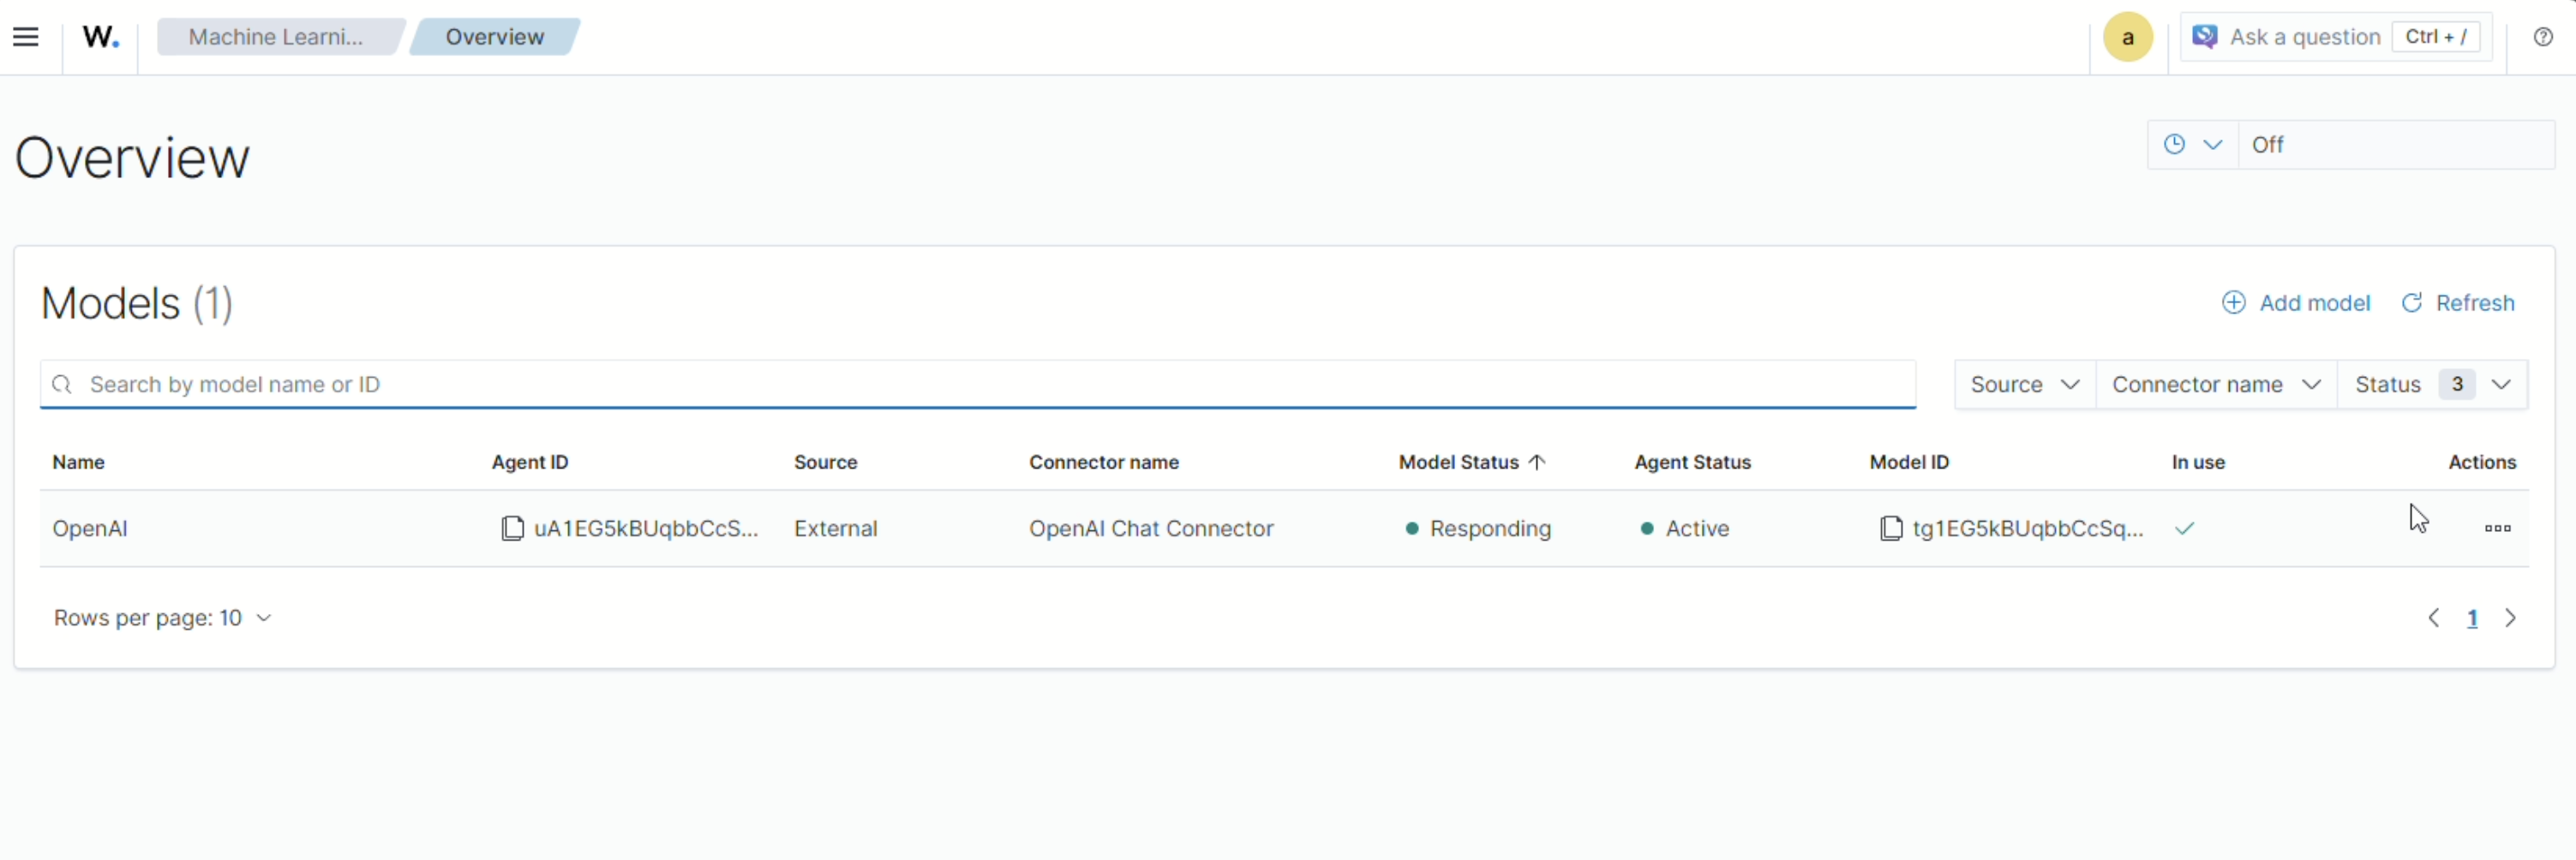 W. Machine Learni... Overview a Ask a question Ctrl + /
Overview
Off
Models (1)
Add model Refresh
Search by model name or ID Source Connector name Status 3
Name Agent ID Source Connector name Model Status Agent Status Model ID In use Actions
OpenAI uA1EG5kBUqbbCcS... External OpenAI Chat Connector Responding Active tg1EG5kBUqbbCcSq...
Rows per page: 10 1